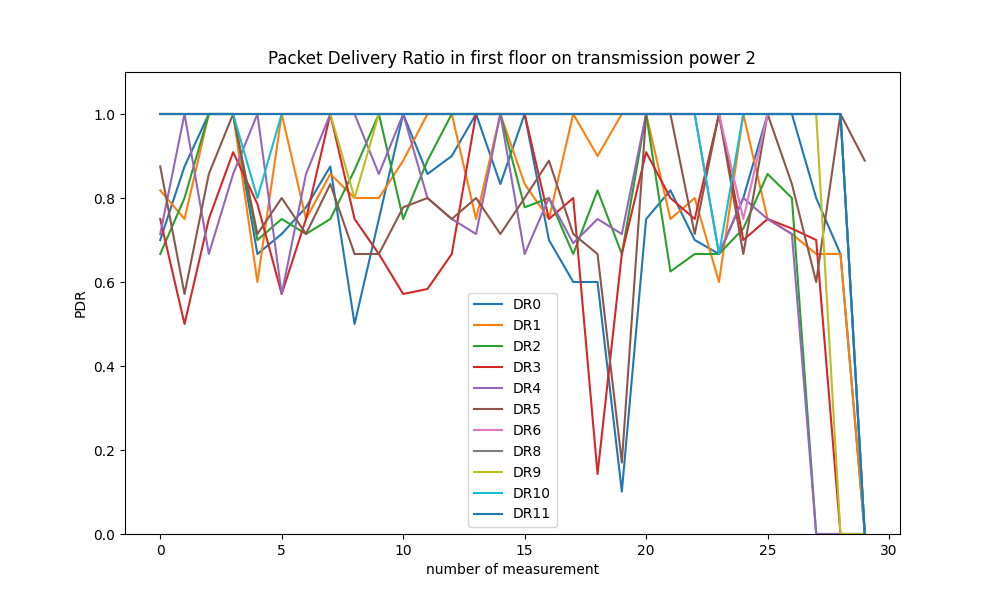 Packet Delivery Ratio in first floor on transmission power 2
1.0
0.8
0.6
0.4
0.2
0.0
PDR
DR0
DR1
DR2
DR3
DR4
DR5
DR6
DR8
DR9
DR10
DR11
0 5 10 15 20 25 30
number of measurement